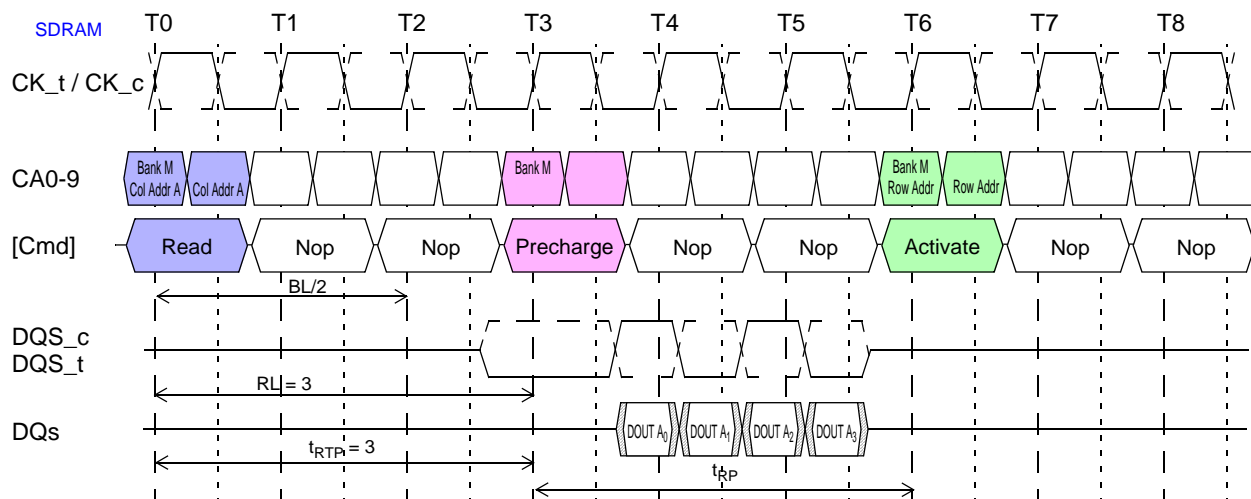 SDRAM T0 T1 T2 T3 T4 T5 T6 T7 T8
CK_t / CK_c
CA0-9 Bank M Col Addr A Col Addr A Bank M Bank M Row Addr Row Addr
[Cmd] Read Nop Nop Precharge Nop Nop Activate Nop Nop
BL/2
DQS_c
DQS_t
RL = 3
DQs DOUT A0 DOUT A1 DOUT A2 DOUT A3
tRTP = 3
tRP